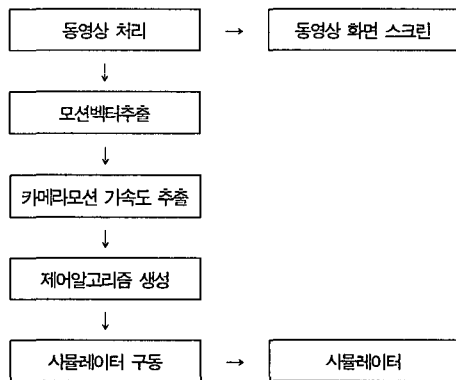 동영상 처리 → 동영상 화면 스크린
↓
모션벡터추출
↓
카메라모션 가속도 추출
↓
제어알고리즘 생성
↓
시뮬레이터 구동 → 시뮬레이터